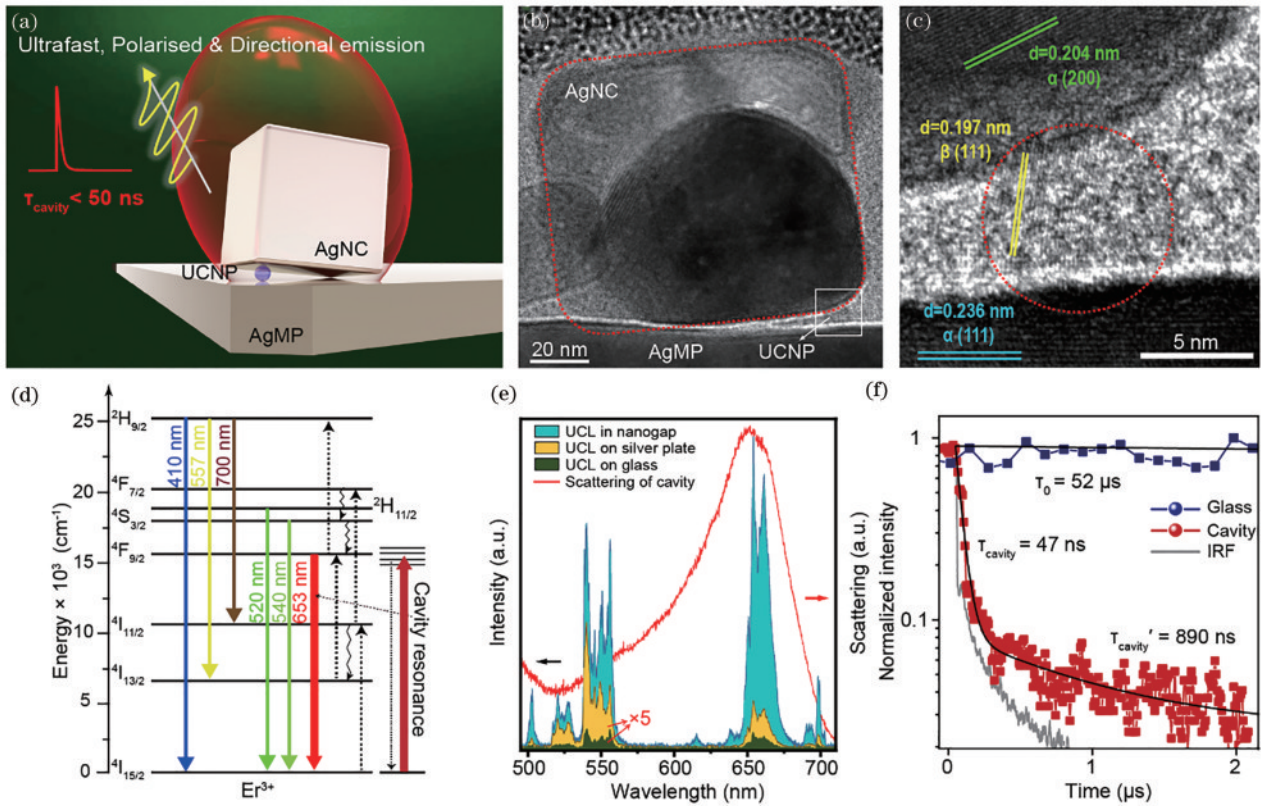 (a)
Ultrafast, Polarised & Directional emission
τcavity < 50 ns
AgNC
UCNP
AgMP
(b)
AgNC
20 nm
AgMP
UCNP
(c)
d=0.204 nm
α (200)
d=0.197 nm
β (111)
d=0.236 nm
α (111)
5 nm
(d)
Energy × 10³ (cm⁻¹)
25
20
15
10
5
0
²H9/2
⁴F7/2
⁴S3/2
⁴F9/2
⁴I11/2
⁴I13/2
⁴I15/2
²H11/2
410 nm
557 nm
700 nm
520 nm
540 nm
653 nm
Cavity resonance
Er³⁺
(e)
Intensity (a.u.)
UCL in nanogap
UCL on silver plate
UCL on glass
Scattering of cavity
×5
500 550 600 650 700
Wavelength (nm)
Scattering (a.u.)
(f)
Normalized intensity
1
0.1
τ₀ = 52 µs
Glass
Cavity
IRF
τcavity = 47 ns
τcavity′ = 890 ns
0 1 2
Time (µs)